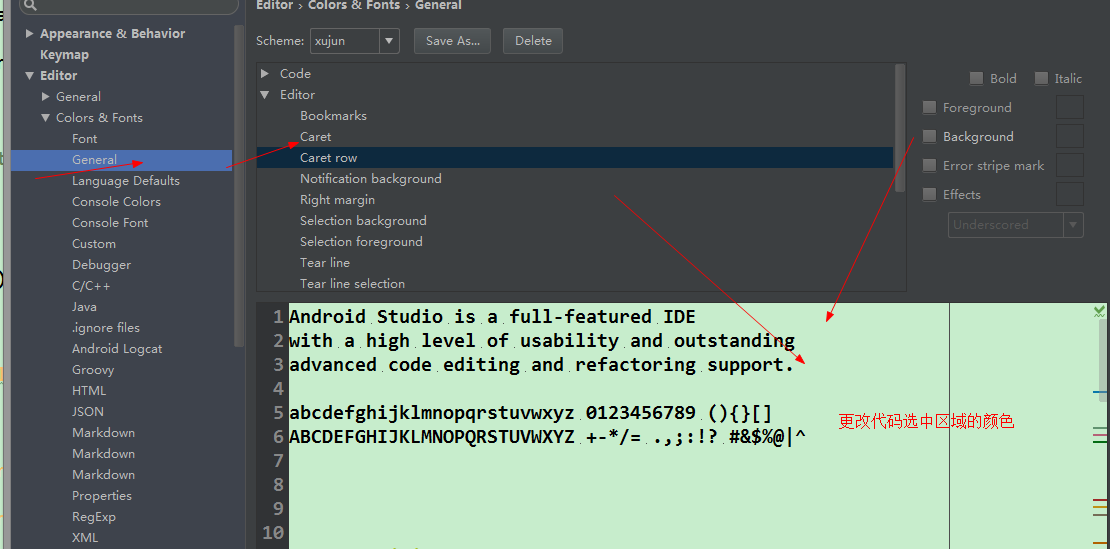 Editor › Colors & Fonts › General
Appearance & Behavior
Keymap
Editor
General
Colors & Fonts
Font
General
Language Defaults
Console Colors
Console Font
Custom
Debugger
C/C++
Java
.ignore files
Android Logcat
Groovy
HTML
JSON
Markdown
Markdown
Markdown
Properties
RegExp
XML
Scheme: xujun Save As... Delete
Code
Editor
Bookmarks
Caret
Caret row
Notification background
Right margin
Selection background
Selection foreground
Tear line
Tear line selection
Bold Italic
Foreground
Background
Error stripe mark
Effects
Underscored
1 Android Studio is a full-featured IDE
2 with a high level of usability and outstanding
3 advanced code editing and refactoring support.
4
5 abcdefghijklmnopqrstuvwxyz 0123456789 (){}[]
6 ABCDEFGHIJKLMNOPQRSTUVWXYZ +-*/= .,;:!? #&$%@|^
7
8
9
10
更改代码选中区域的颜色